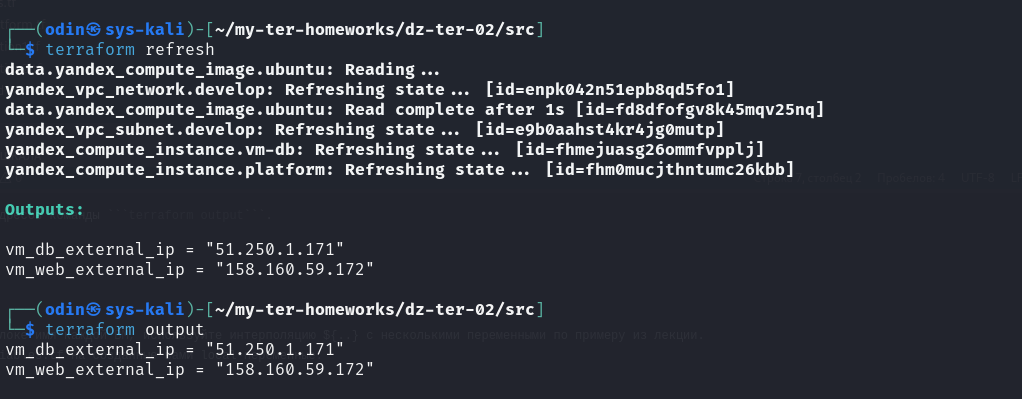 ┌──(odin㉿sys-kali)-[~/my-ter-homeworks/dz-ter-02/src]
└─$ terraform refresh
data.yandex_compute_image.ubuntu: Reading...
yandex_vpc_network.develop: Refreshing state... [id=enpk042n51epb8qd5fo1]
data.yandex_compute_image.ubuntu: Read complete after 1s [id=fd8dfofgv8k45mqv25nq]
yandex_vpc_subnet.develop: Refreshing state... [id=e9b0aahst4kr4jg0mutp]
yandex_compute_instance.vm-db: Refreshing state... [id=fhmejuasg26ommfvpplj]
yandex_compute_instance.platform: Refreshing state... [id=fhm0mucjthntumc26kbb]
Outputs:
vm_db_external_ip = "51.250.1.171"
vm_web_external_ip = "158.160.59.172"
┌──(odin㉿sys-kali)-[~/my-ter-homeworks/dz-ter-02/src]
└─$ terraform output
vm_db_external_ip = "51.250.1.171"
vm_web_external_ip = "158.160.59.172"